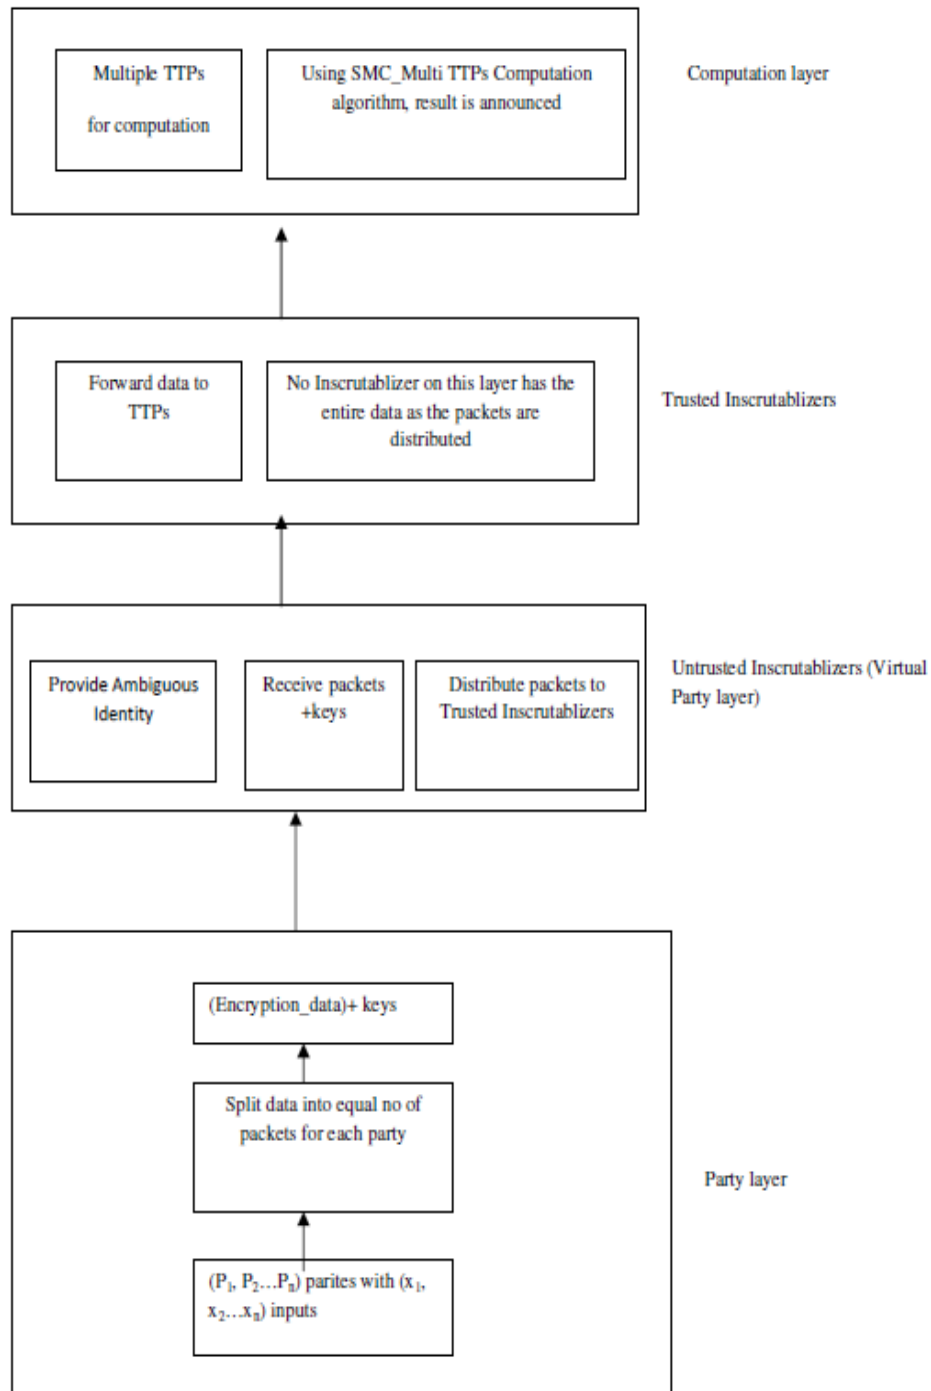 Multiple TTPs
for computation
Using SMC_Multi TTPs Computation
algorithm, result is announced
Computation layer
Forward data to
TTPs
No Inscrutablizer on this layer has the
entire data as the packets are
distributed
Trusted Inscrutablizers
Provide Ambiguous
Identity
Receive packets
+keys
Distribute packets to
Trusted Inscrutablizers
Untrusted Inscrutablizers (Virtual
Party layer)
(Encryption_data)+ keys
Split data into equal no of
packets for each party
Party layer
(P₁, P₂…Pₙ) parites with (x₁,
x₂…xₙ) inputs